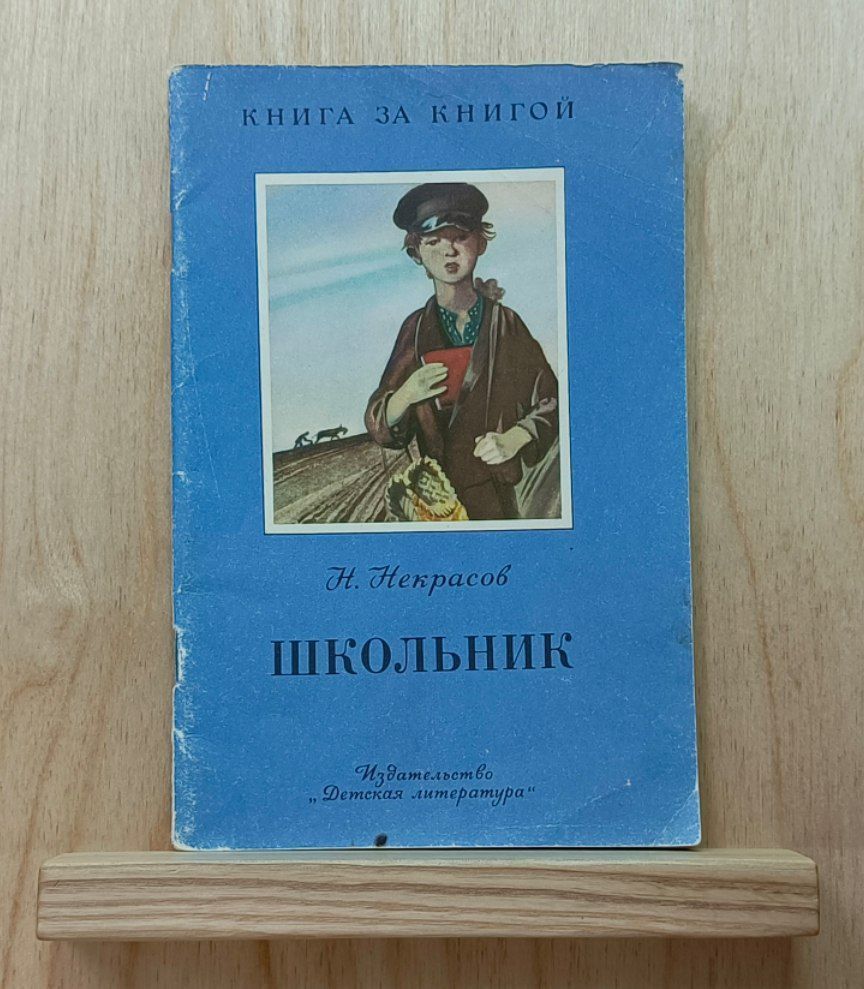 КНИГА ЗА КНИГОЙ
Н. Некрасов
ШКОЛЬНИК
Издательство
„Детская литература“